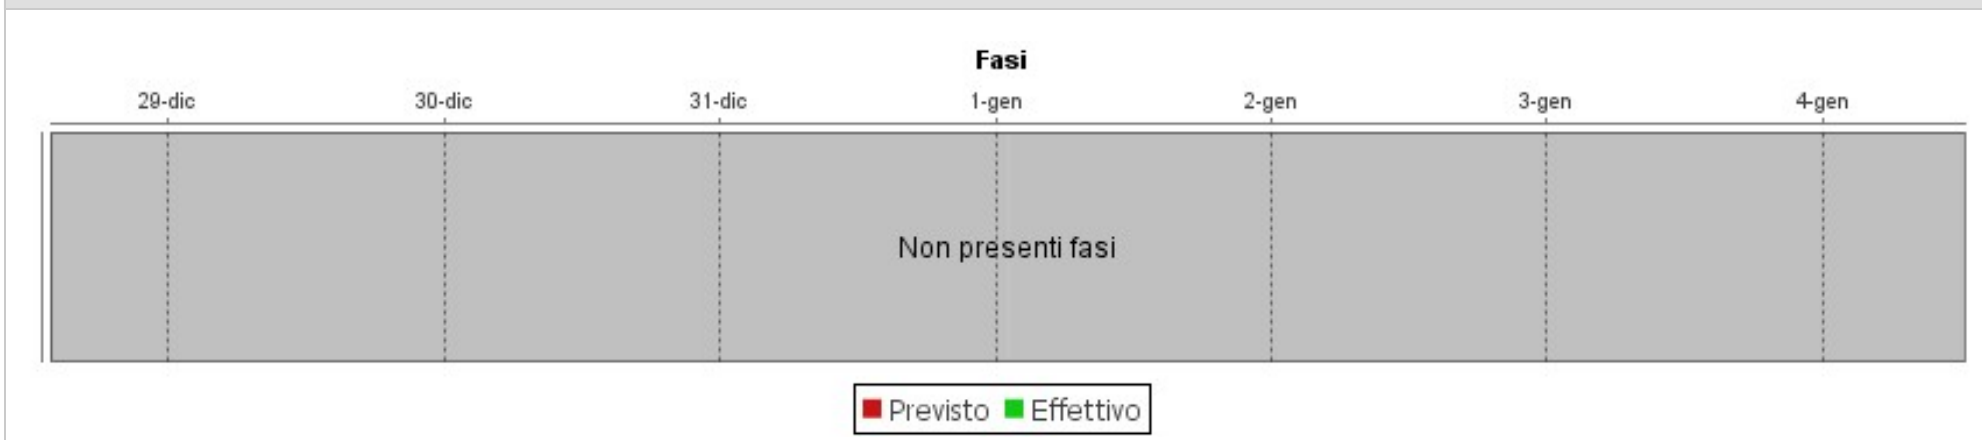 Fasi
29-dic 30-dic 31-dic 1-gen 2-gen 3-gen 4-gen
Non presenti fasi
Previsto Effettivo